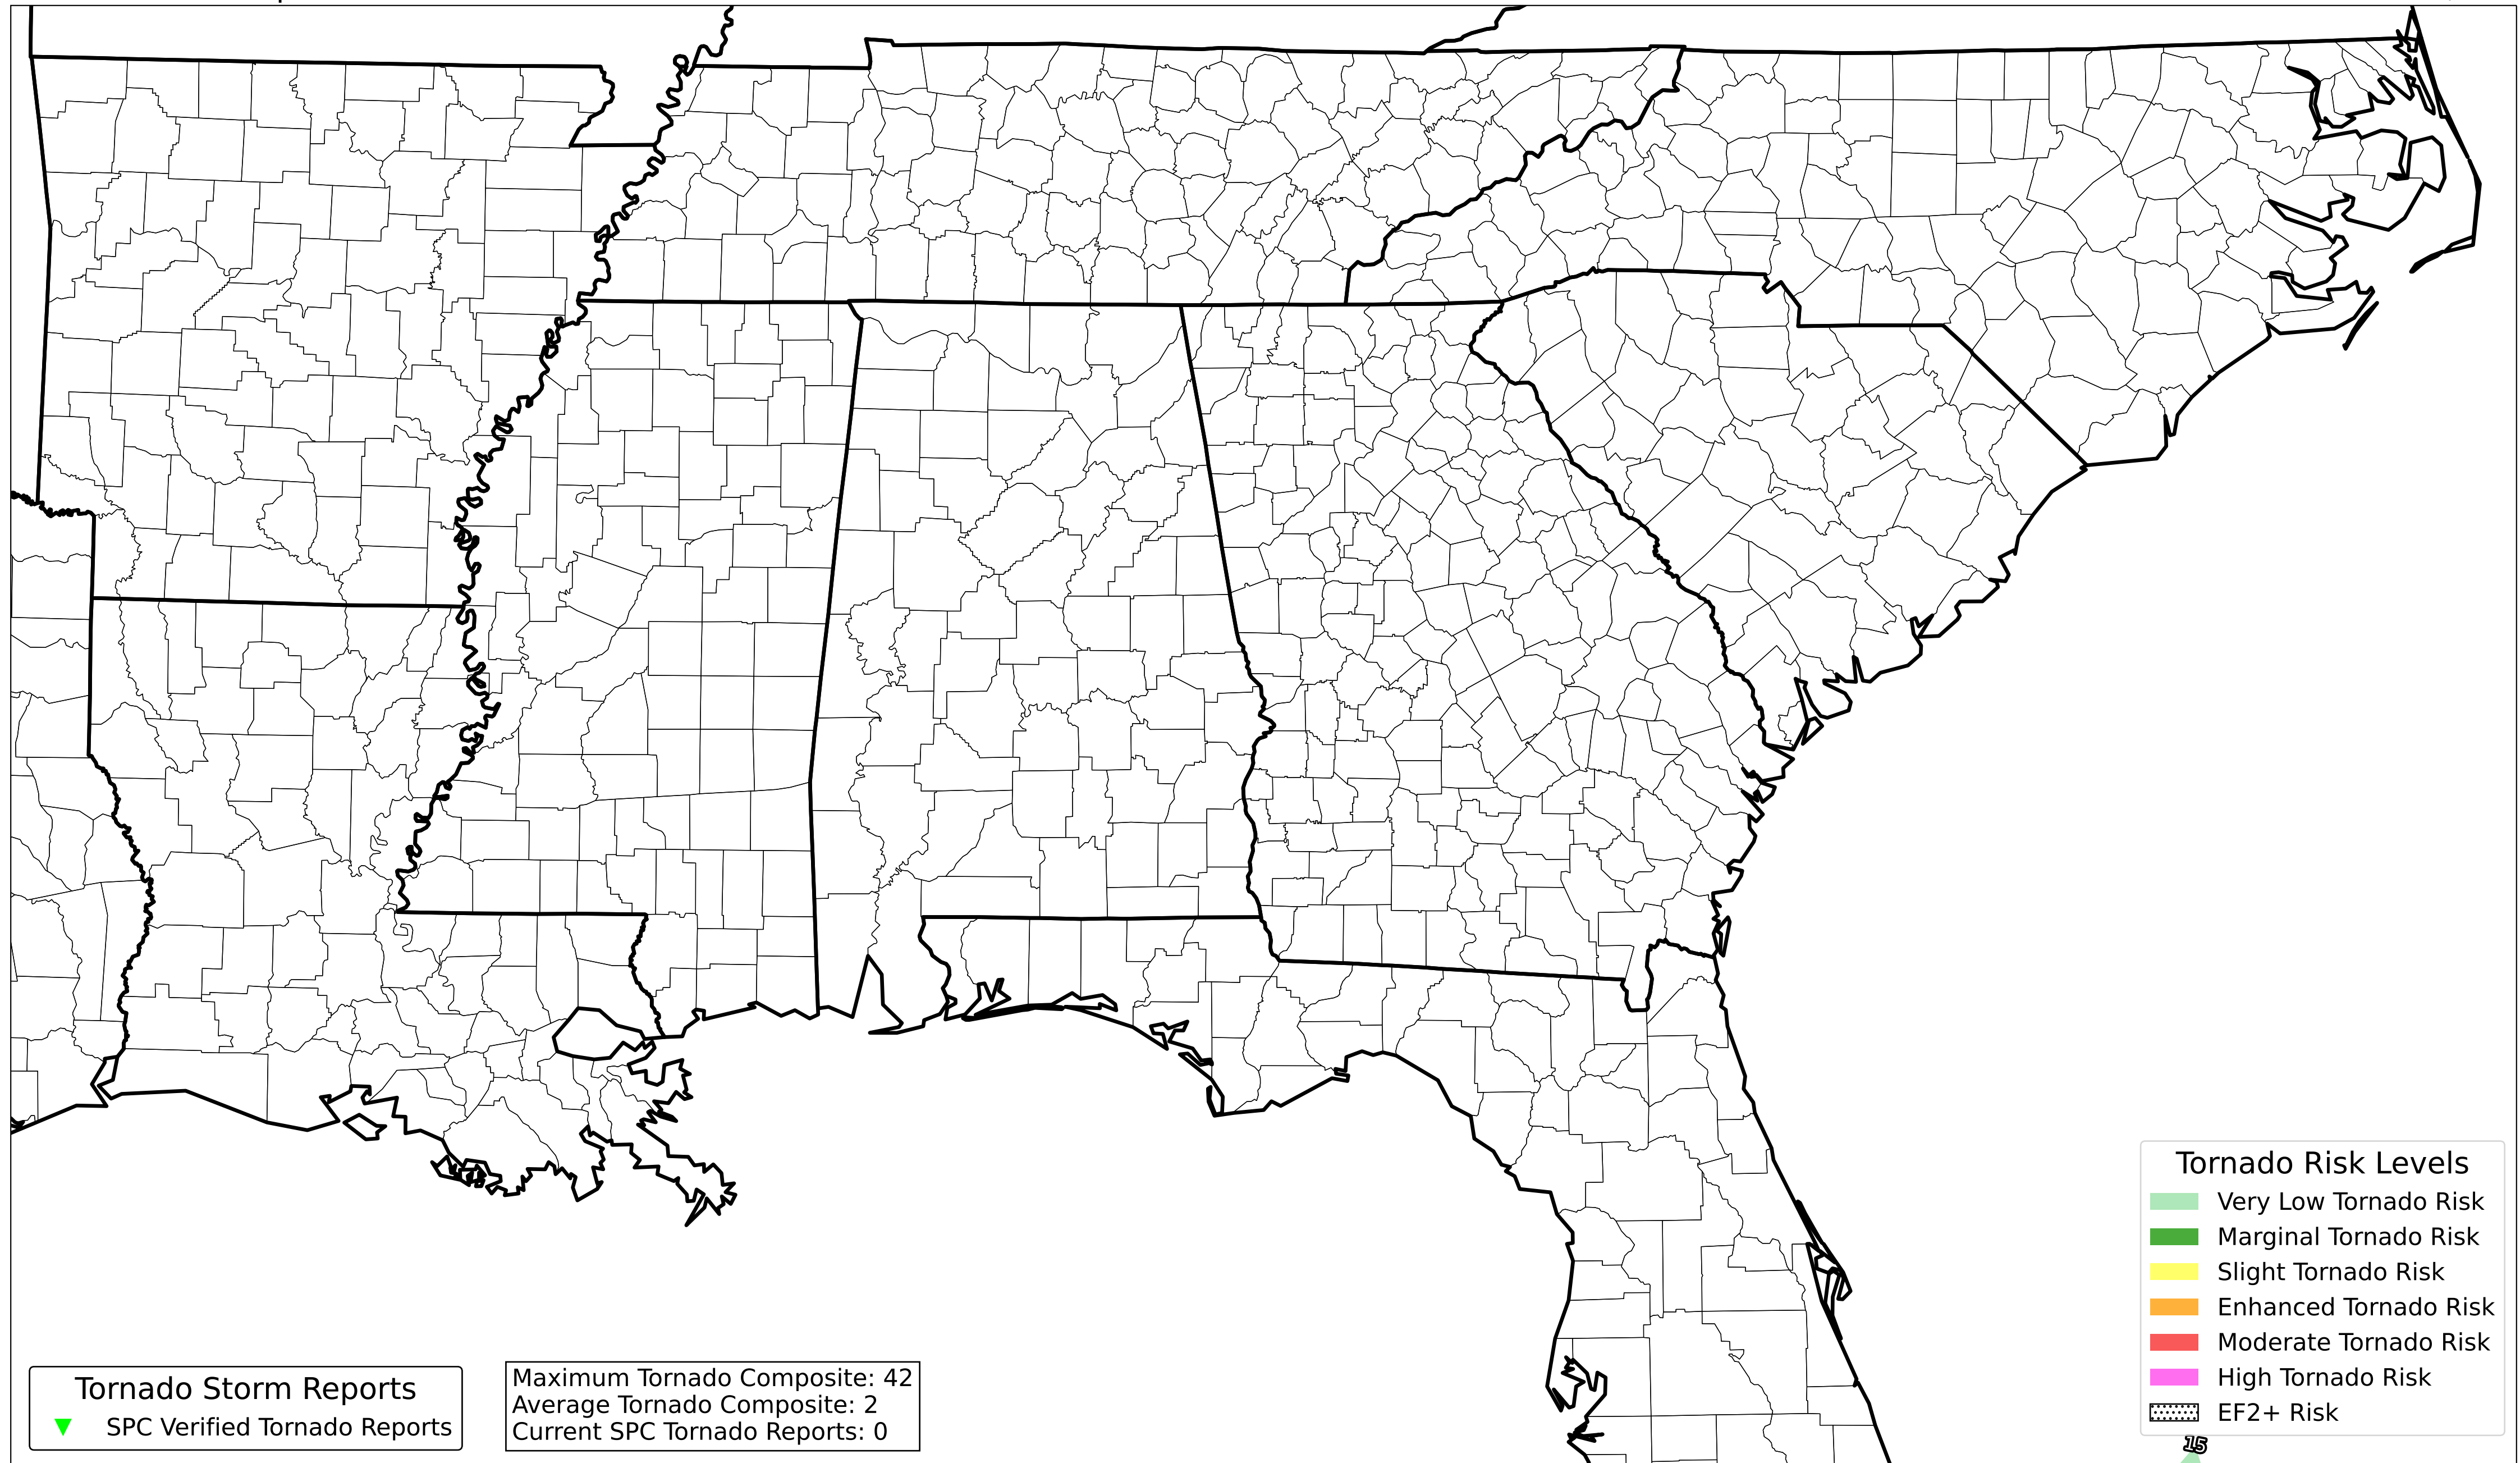 Tornado Risk Levels
Very Low Tornado Risk
Marginal Tornado Risk
Slight Tornado Risk
Enhanced Tornado Risk
Moderate Tornado Risk
High Tornado Risk
EF2+ Risk
15
Tornado Storm Reports
SPC Verified Tornado Reports
Maximum Tornado Composite: 42
Average Tornado Composite: 2
Current SPC Tornado Reports: 0